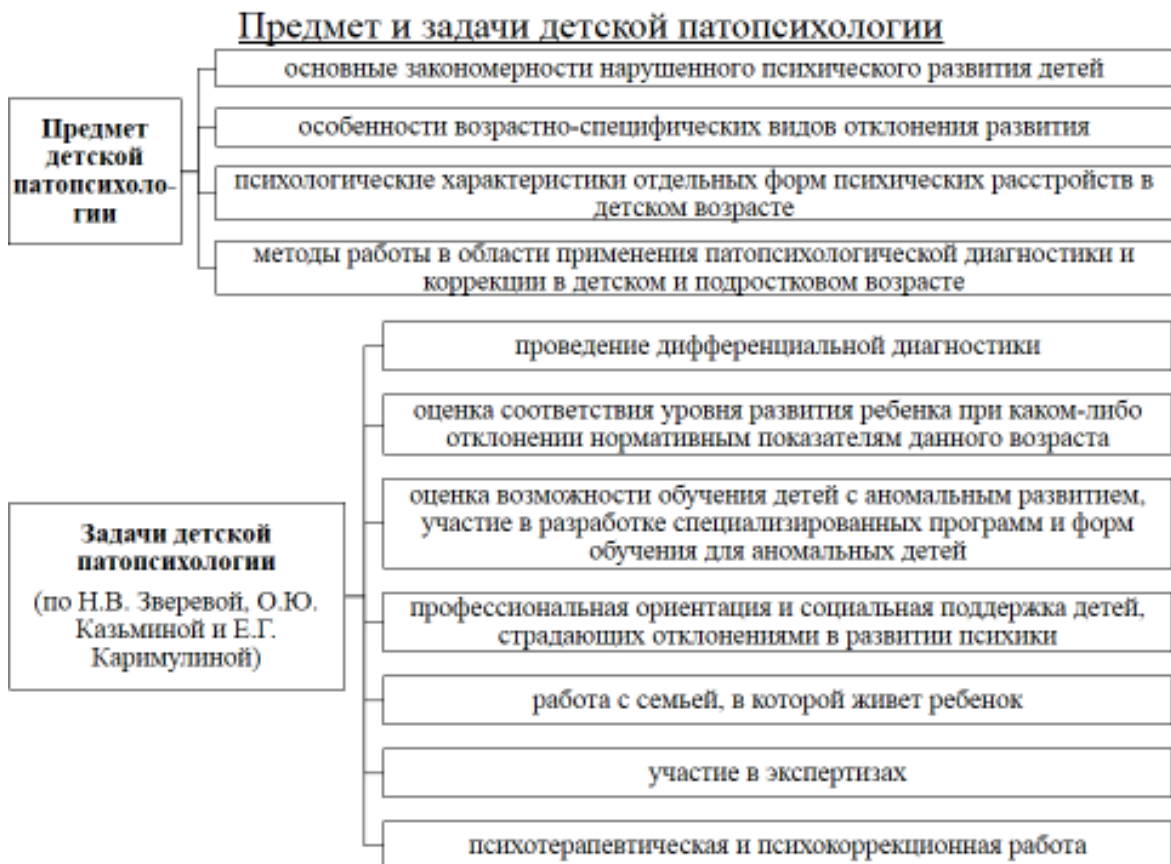 Предмет и задачи детской патопсихологии
Предмет
детской
патопсихоло-
гии
основные закономерности нарушенного психического развития детей
особенности возрастно-специфических видов отклонения развития
психологические характеристики отдельных форм психических расстройств в
детском возрасте
методы работы в области применения патопсихологической диагностики и
коррекции в детском и подростковом возрасте
Задачи детской
патопсихологии
(по Н.В. Зверевой, О.Ю.
Казьминой и Е.Г.
Каримулиной)
проведение дифференциальной диагностики
оценка соответствия уровня развития ребенка при каком-либо
отклонении нормативным показателям данного возраста
оценка возможности обучения детей с аномальным развитием,
участие в разработке специализированных программ и форм
обучения для аномальных детей
профессиональная ориентация и социальная поддержка детей,
страдающих отклонениями в развитии психики
работа с семьей, в которой живет ребенок
участие в экспертизах
психотерапевтическая и психокоррекционная работа